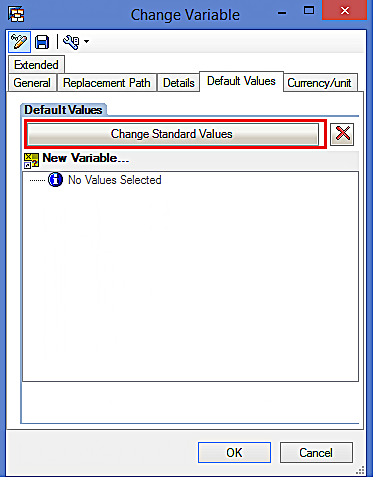 Change Variable
Extended
General Replacement Path Details Default Values Currency/unit
Default Values
Change Standard Values
New Variable...
No Values Selected
OK Cancel